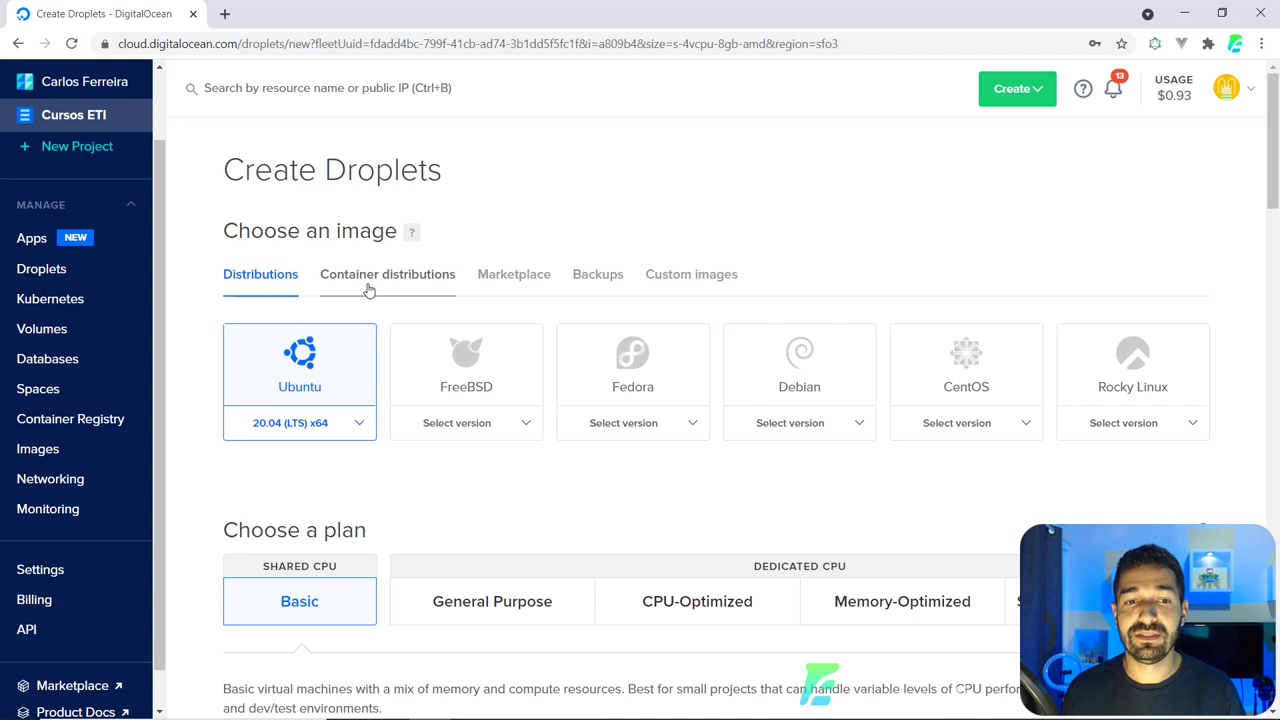 Create Droplets - DigitalOcean
cloud.digitalocean.com/droplets/new?fleetUuid=fdadd4bc-799f-41cb-ad74-3b1dd5f5fc1f&i=a809b4&size=s-4vcpu-8gb-amd&region=sfo3
Carlos Ferreira
Cursos ETI
+ New Project
MANAGE
Apps NEW
Droplets
Kubernetes
Volumes
Databases
Spaces
Container Registry
Images
Networking
Monitoring
Settings
Billing
API
Marketplace
Product Docs
Search by resource name or public IP (Ctrl+B)
Create
?
13
USAGE
$0.93
Create Droplets
Choose an image ?
Distributions Container distributions Marketplace Backups Custom images
Ubuntu FreeBSD Fedora Debian CentOS Rocky Linux
20.04 (LTS) x64 Select version Select version Select version Select version Select version
Choose a plan
SHARED CPU DEDICATED CPU
Basic General Purpose CPU-Optimized Memory-Optimized
Basic virtual machines with a mix of memory and compute resources. Best for small projects that can handle variable levels of CPU
and dev/test environments.